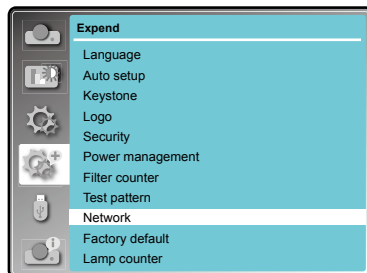 Expend
Language
Auto setup
Keystone
Logo
Security
Power management
Filter counter
Test pattern
Network
Factory default
Lamp counter